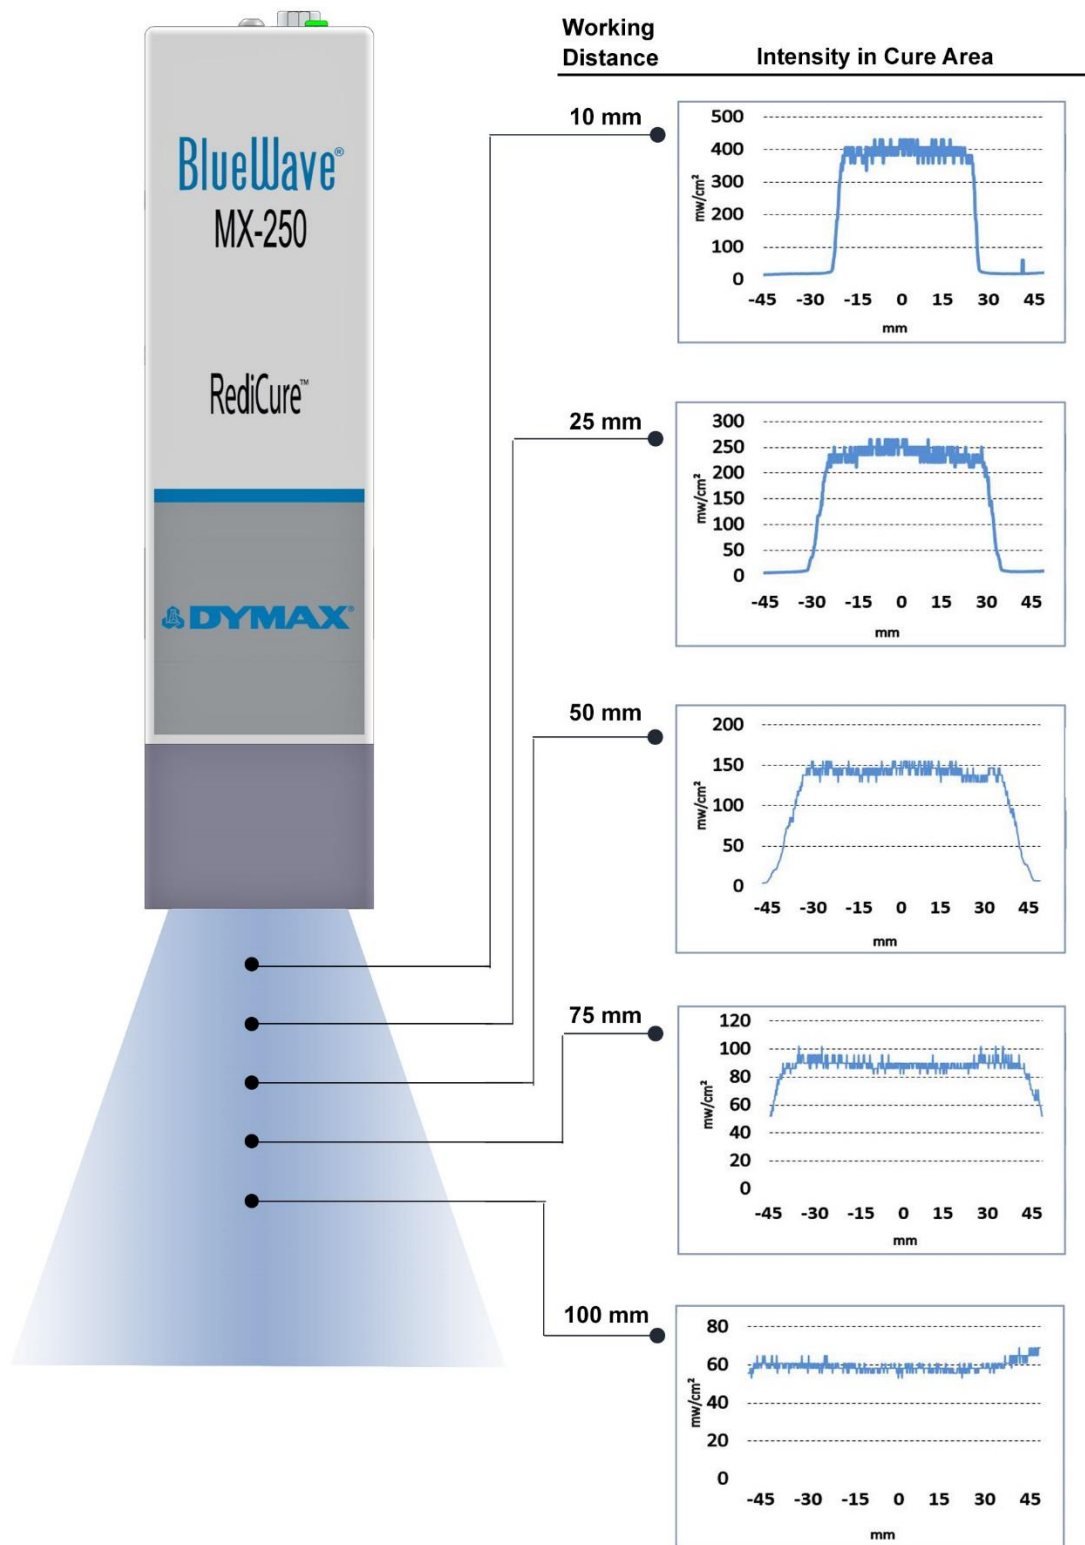 BlueWave®
MX-250
RediCure™
DYMAX®
Working
Distance
Intensity in Cure Area
10 mm
500
400
300
200
100
0
mw/cm²
-45 -30 -15 0 15 30 45
mm
25 mm
300
250
200
150
100
50
0
mw/cm²
-45 -30 -15 0 15 30 45
mm
50 mm
200
150
100
50
0
mw/cm²
-45 -30 -15 0 15 30 45
mm
75 mm
120
100
80
60
40
20
0
mw/cm²
-45 -30 -15 0 15 30 45
mm
100 mm
80
60
40
20
0
mw/cm²
-45 -30 -15 0 15 30 45
mm